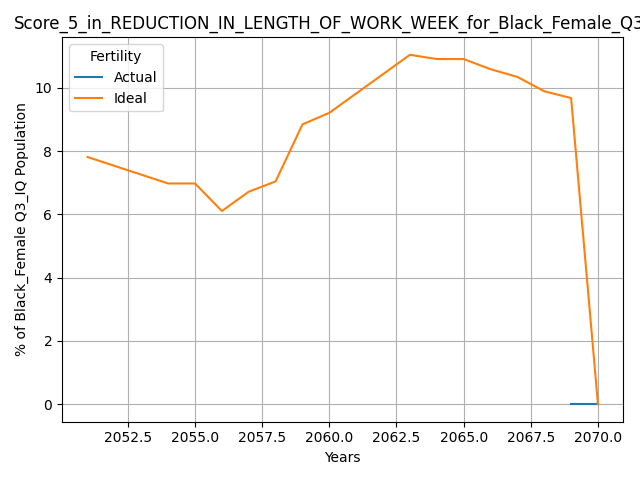 Score_5_in_REDUCTION_IN_LENGTH_OF_WORK_WEEK_for_Black_Female_Q3
Fertility
Actual
Ideal
% of Black_Female Q3_IQ Population
10
8
6
4
2
0
2052.5 2055.0 2057.5 2060.0 2062.5 2065.0 2067.5 2070.0
Years